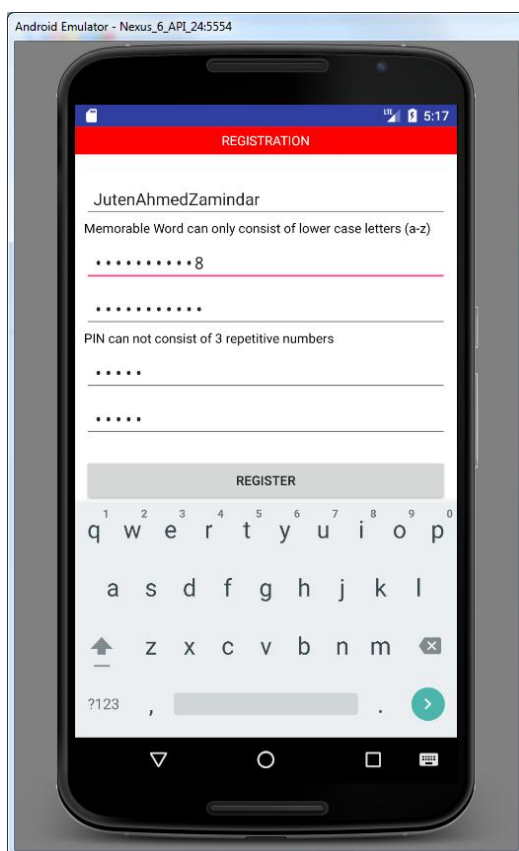 Android Emulator - Nexus_6_API_24:5554
LTE 5:17
REGISTRATION
JutenAhmedZamindar
Memorable Word can only consist of lower case letters (a-z)
••••••••••8
•••••••••••
PIN can not consist of 3 repetitive numbers
•••••
•••••
REGISTER
1 2 3 4 5 6 7 8 9 0
q w e r t y u i o p
a s d f g h j k l
z x c v b n m
?123 , .